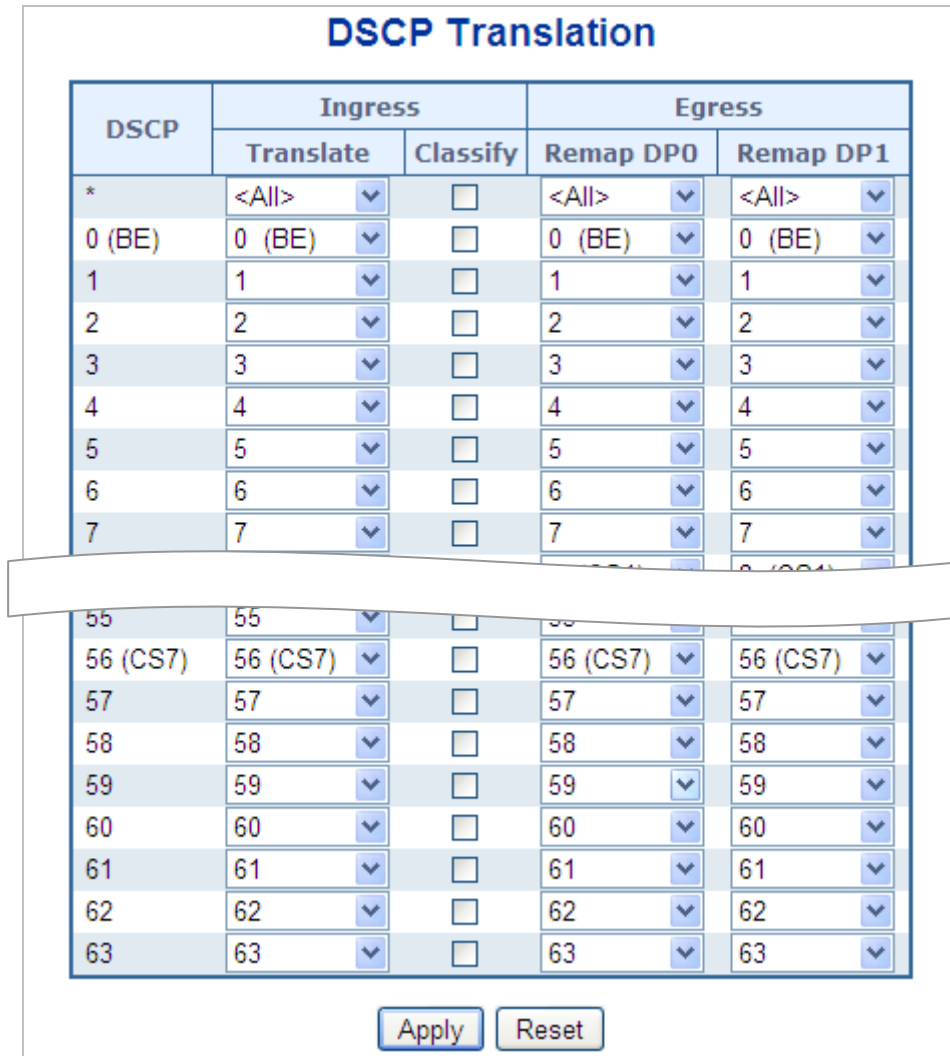 DSCP Translation
DSCP Ingress Egress
Translate Classify Remap DP0 Remap DP1
* <All> <All> <All>
0 (BE) 0 (BE) 0 (BE) 0 (BE)
1 1 1 1
2 2 2 2
3 3 3 3
4 4 4 4
5 5 5 5
6 6 6 6
7 7 7 7
55 55
56 (CS7) 56 (CS7) 56 (CS7) 56 (CS7)
57 57 57 57
58 58 58 58
59 59 59 59
60 60 60 60
61 61 61 61
62 62 62 62
63 63 63 63
Apply Reset